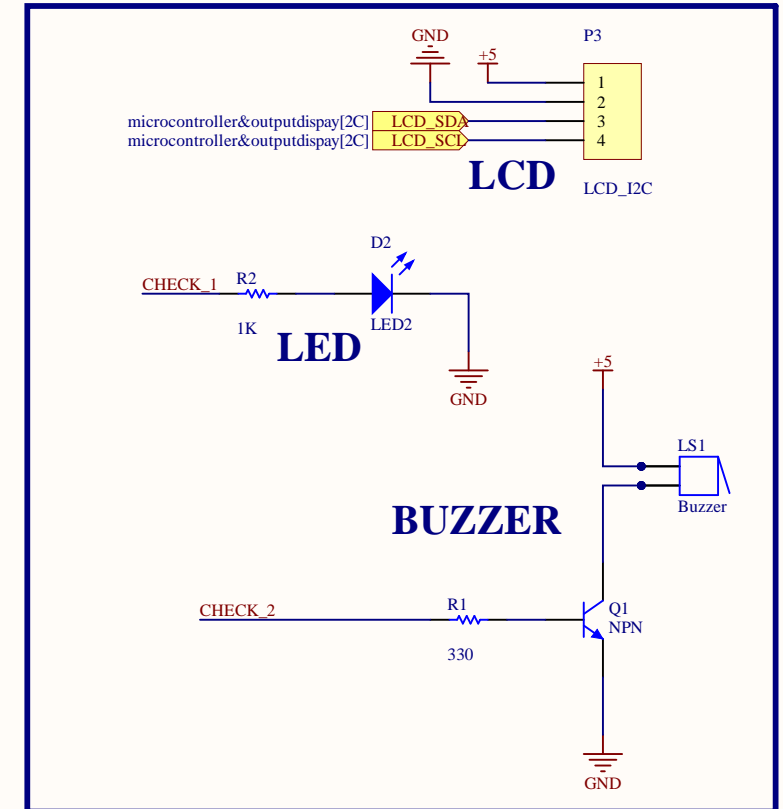 GND
P3
+5
1
2
microcontroller&outputdispay[2C] LCD_SDA 3
microcontroller&outputdispay[2C] LCD_SCL 4
LCD
LCD_I2C
D2
CHECK_1 R2
1K
LED2
LED
GND
+5
LS1
Buzzer
BUZZER
CHECK_2 R1 Q1
NPN
330
GND